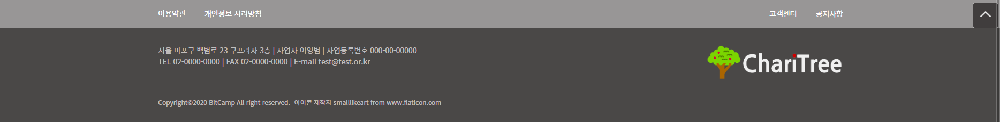 이용약관 개인정보 처리방침 고객센터 공지사항
서울 마포구 백범로 23 구프라자 3층 | 사업자 이영범 | 사업등록번호 000-00-00000
TEL 02-0000-0000 | FAX 02-0000-0000 | E-mail test@test.or.kr
ChariTree
Copyright©2020 BitCamp All right reserved. 아이콘 제작자 smalllikeart from www.flaticon.com